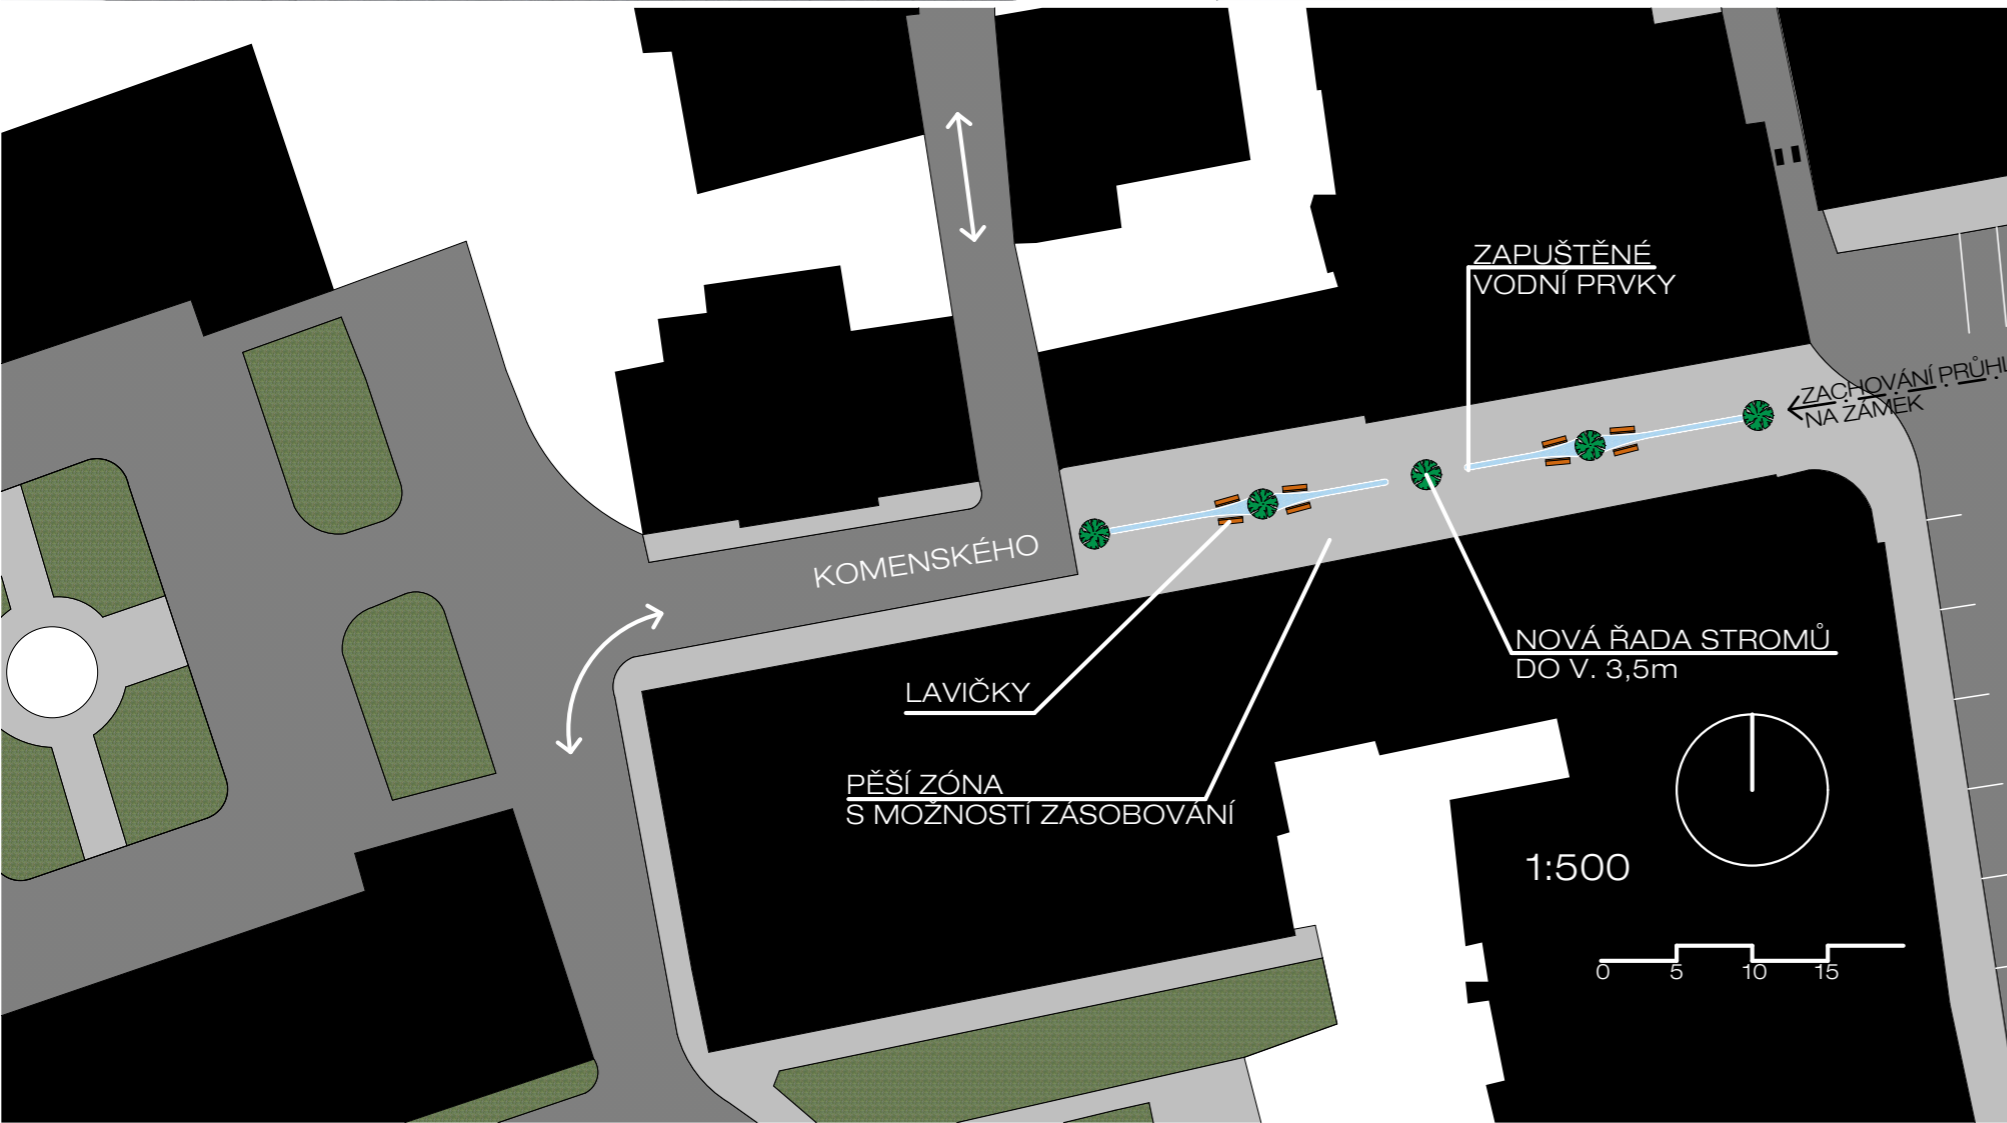 ZAPUŠTĚNÉ
VODNÍ PRVKY
ZACHOVÁNÍ PRŮHL
NA ZÁMEK
KOMENSKÉHO
NOVÁ ŘADA STROMŮ
DO V. 3,5m
LAVIČKY
PĚŠÍ ZÓNA
S MOŽNOSTÍ ZÁSOBOVÁNÍ
1:500
0 5 10 15